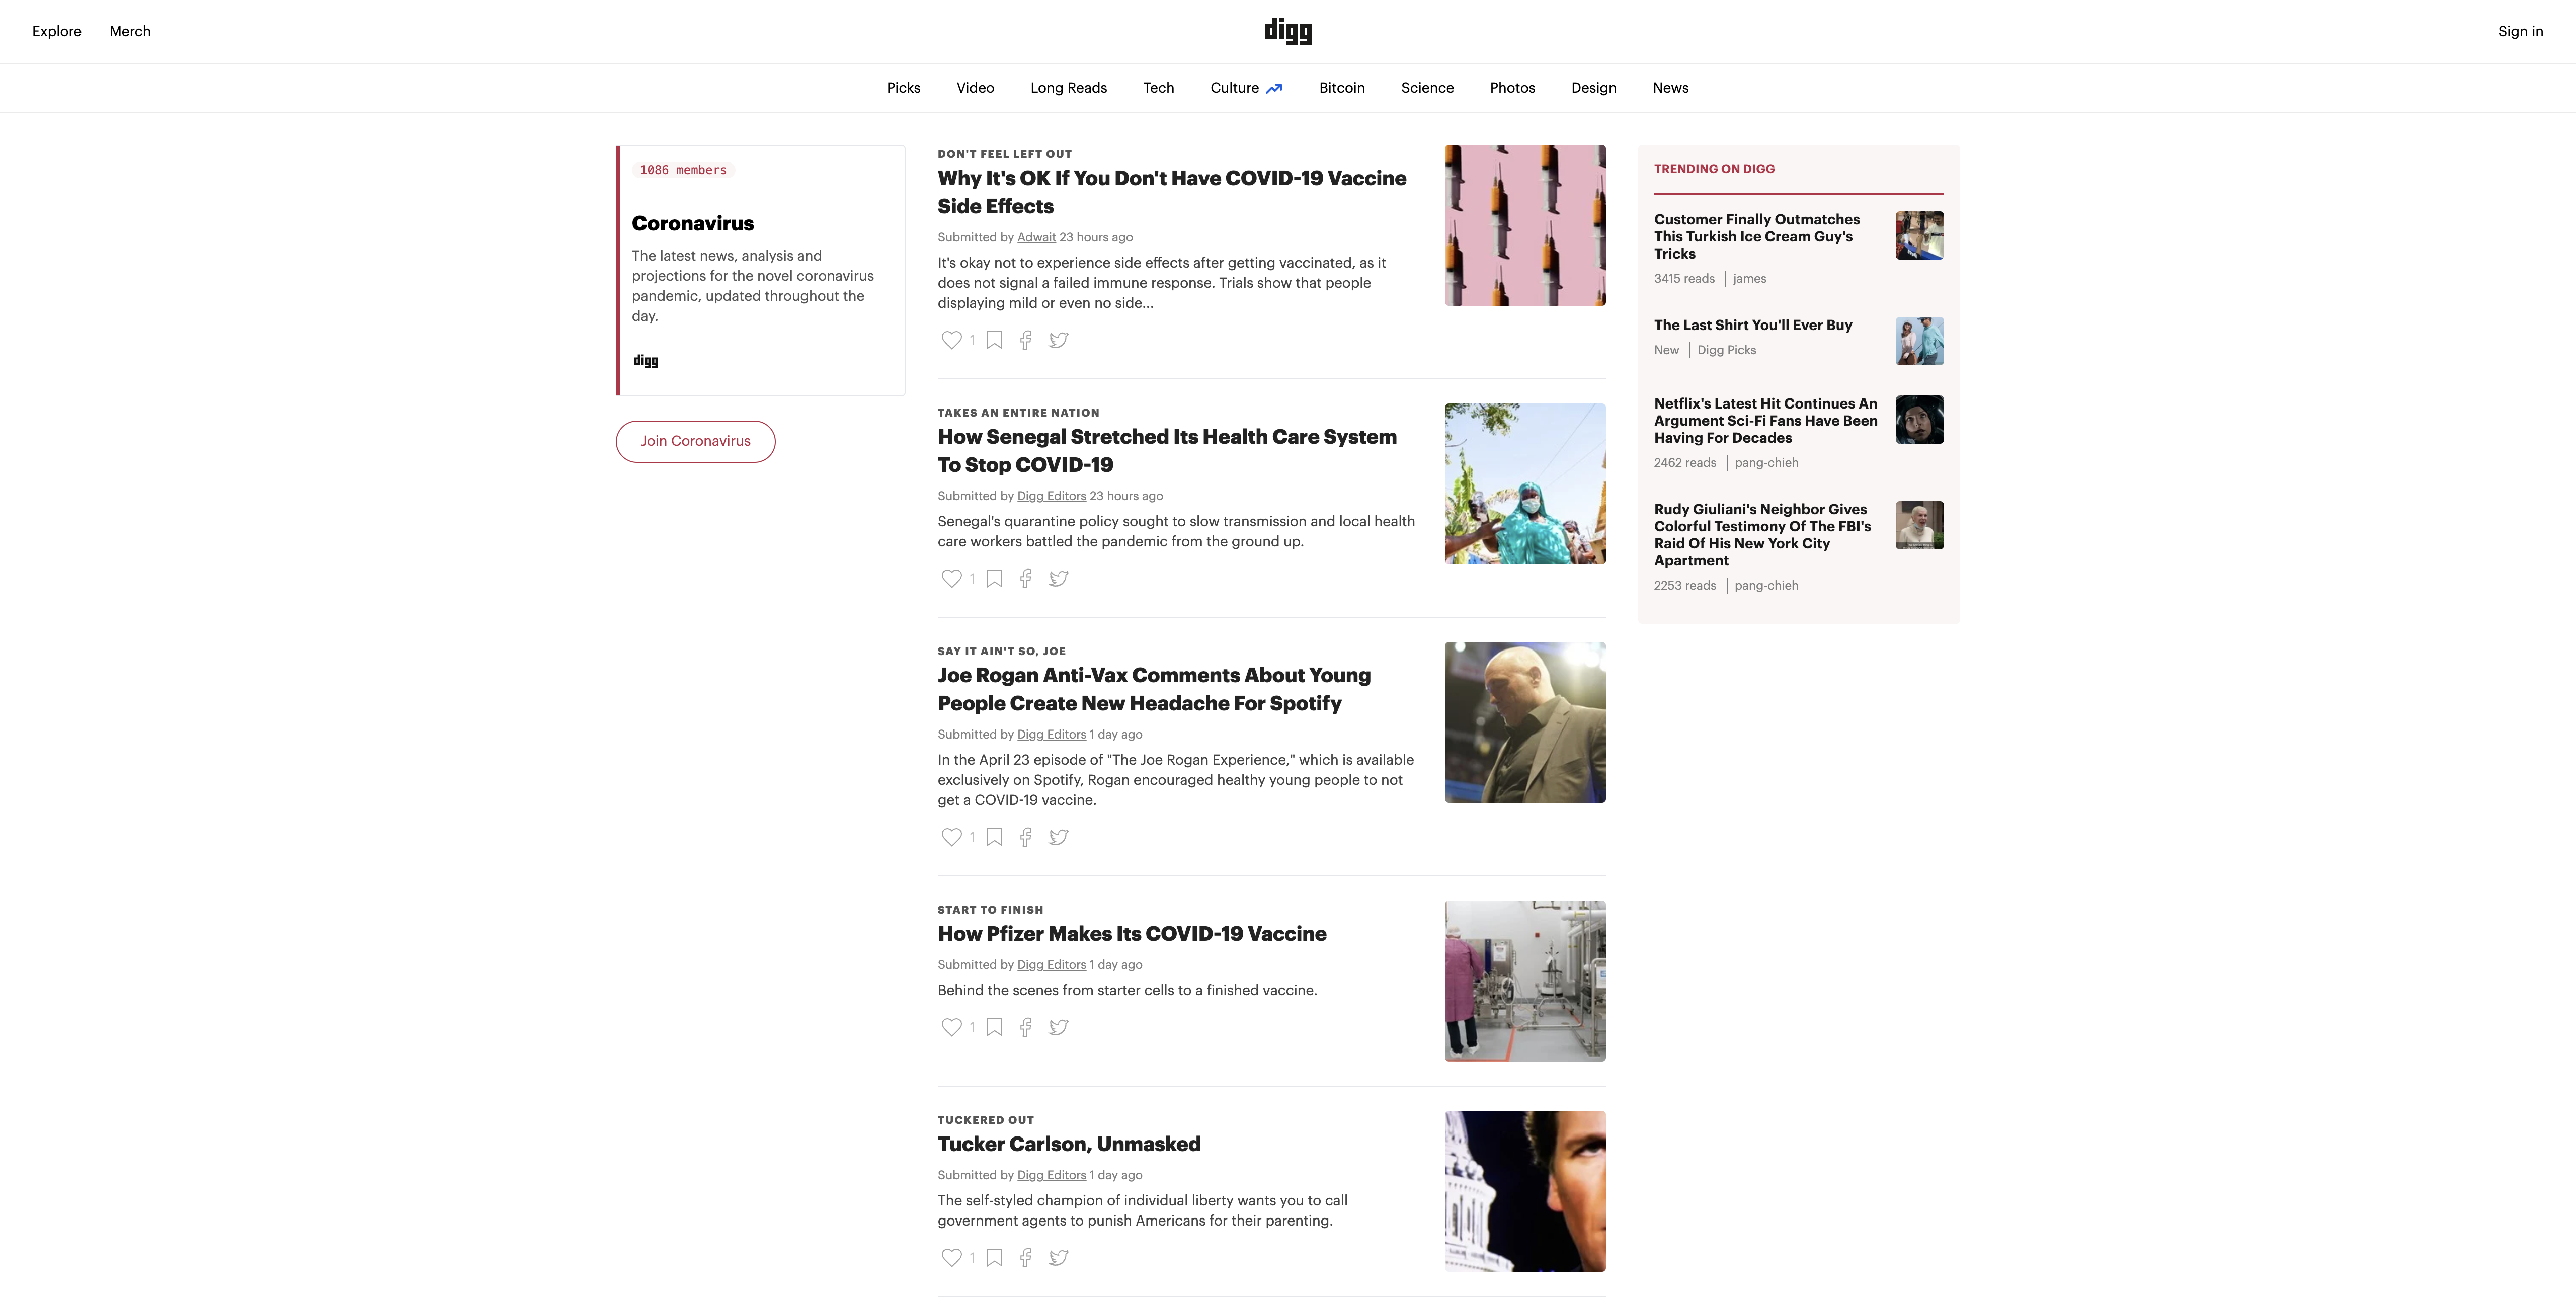 Explore Merch digg Sign in
Picks Video Long Reads Tech Culture Bitcoin Science Photos Design News
1086 members
Coronavirus
The latest news, analysis and
projections for the novel coronavirus
pandemic, updated throughout the
day.
digg
Join Coronavirus
DON'T FEEL LEFT OUT
Why It's OK If You Don't Have COVID-19 Vaccine
Side Effects
Submitted by Adwait 23 hours ago
It's okay not to experience side effects after getting vaccinated, as it
does not signal a failed immune response. Trials show that people
displaying mild or even no side...
1
TAKES AN ENTIRE NATION
How Senegal Stretched Its Health Care System
To Stop COVID-19
Submitted by Digg Editors 23 hours ago
Senegal's quarantine policy sought to slow transmission and local health
care workers battled the pandemic from the ground up.
1
SAY IT AIN'T SO, JOE
Joe Rogan Anti-Vax Comments About Young
People Create New Headache For Spotify
Submitted by Digg Editors 1 day ago
In the April 23 episode of "The Joe Rogan Experience," which is available
exclusively on Spotify, Rogan encouraged healthy young people to not
get a COVID-19 vaccine.
1
START TO FINISH
How Pfizer Makes Its COVID-19 Vaccine
Submitted by Digg Editors 1 day ago
Behind the scenes from starter cells to a finished vaccine.
1
TUCKERED OUT
Tucker Carlson, Unmasked
Submitted by Digg Editors 1 day ago
The self-styled champion of individual liberty wants you to call
government agents to punish Americans for their parenting.
1
TRENDING ON DIGG
Customer Finally Outmatches
This Turkish Ice Cream Guy's
Tricks
3415 reads james
The Last Shirt You'll Ever Buy
New Digg Picks
Netflix's Latest Hit Continues An
Argument Sci-Fi Fans Have Been
Having For Decades
2462 reads pang-chieh
Rudy Giuliani's Neighbor Gives
Colorful Testimony Of The FBI's
Raid Of His New York City
Apartment
2253 reads pang-chieh